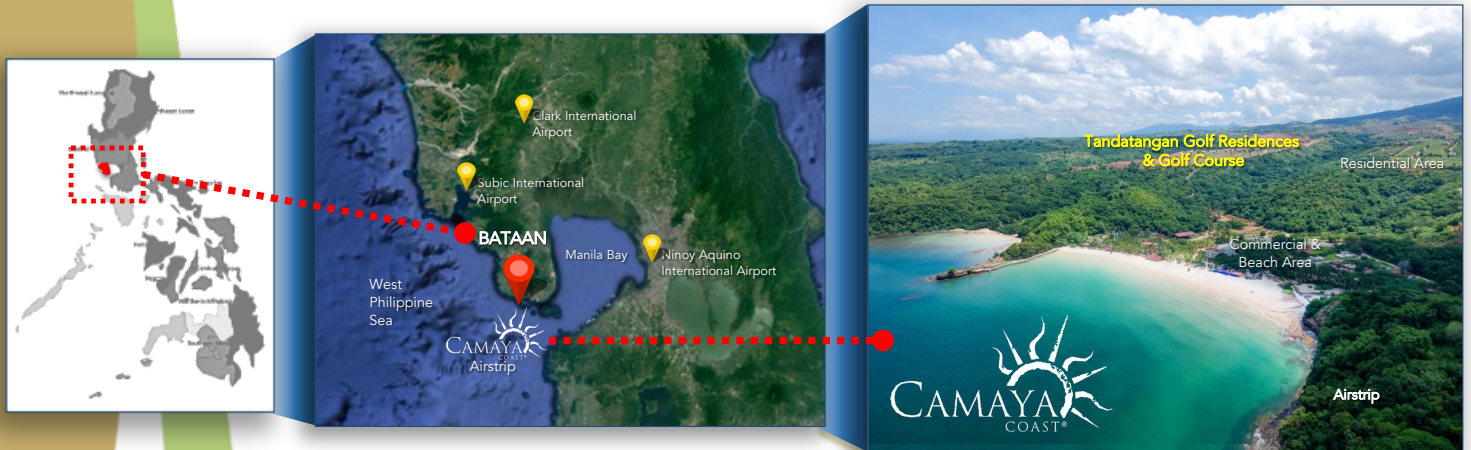 Clark International
Airport
Subic International
Airport
BATAAN
Manila Bay
Ninoy Aquino
International Airport
West
Philippine
Sea
CAMAYA
COAST®
Airstrip
Tandatangan Golf Residences
& Golf Course
Residential Area
Commercial &
Beach Area
CAMAYA
COAST®
Airstrip